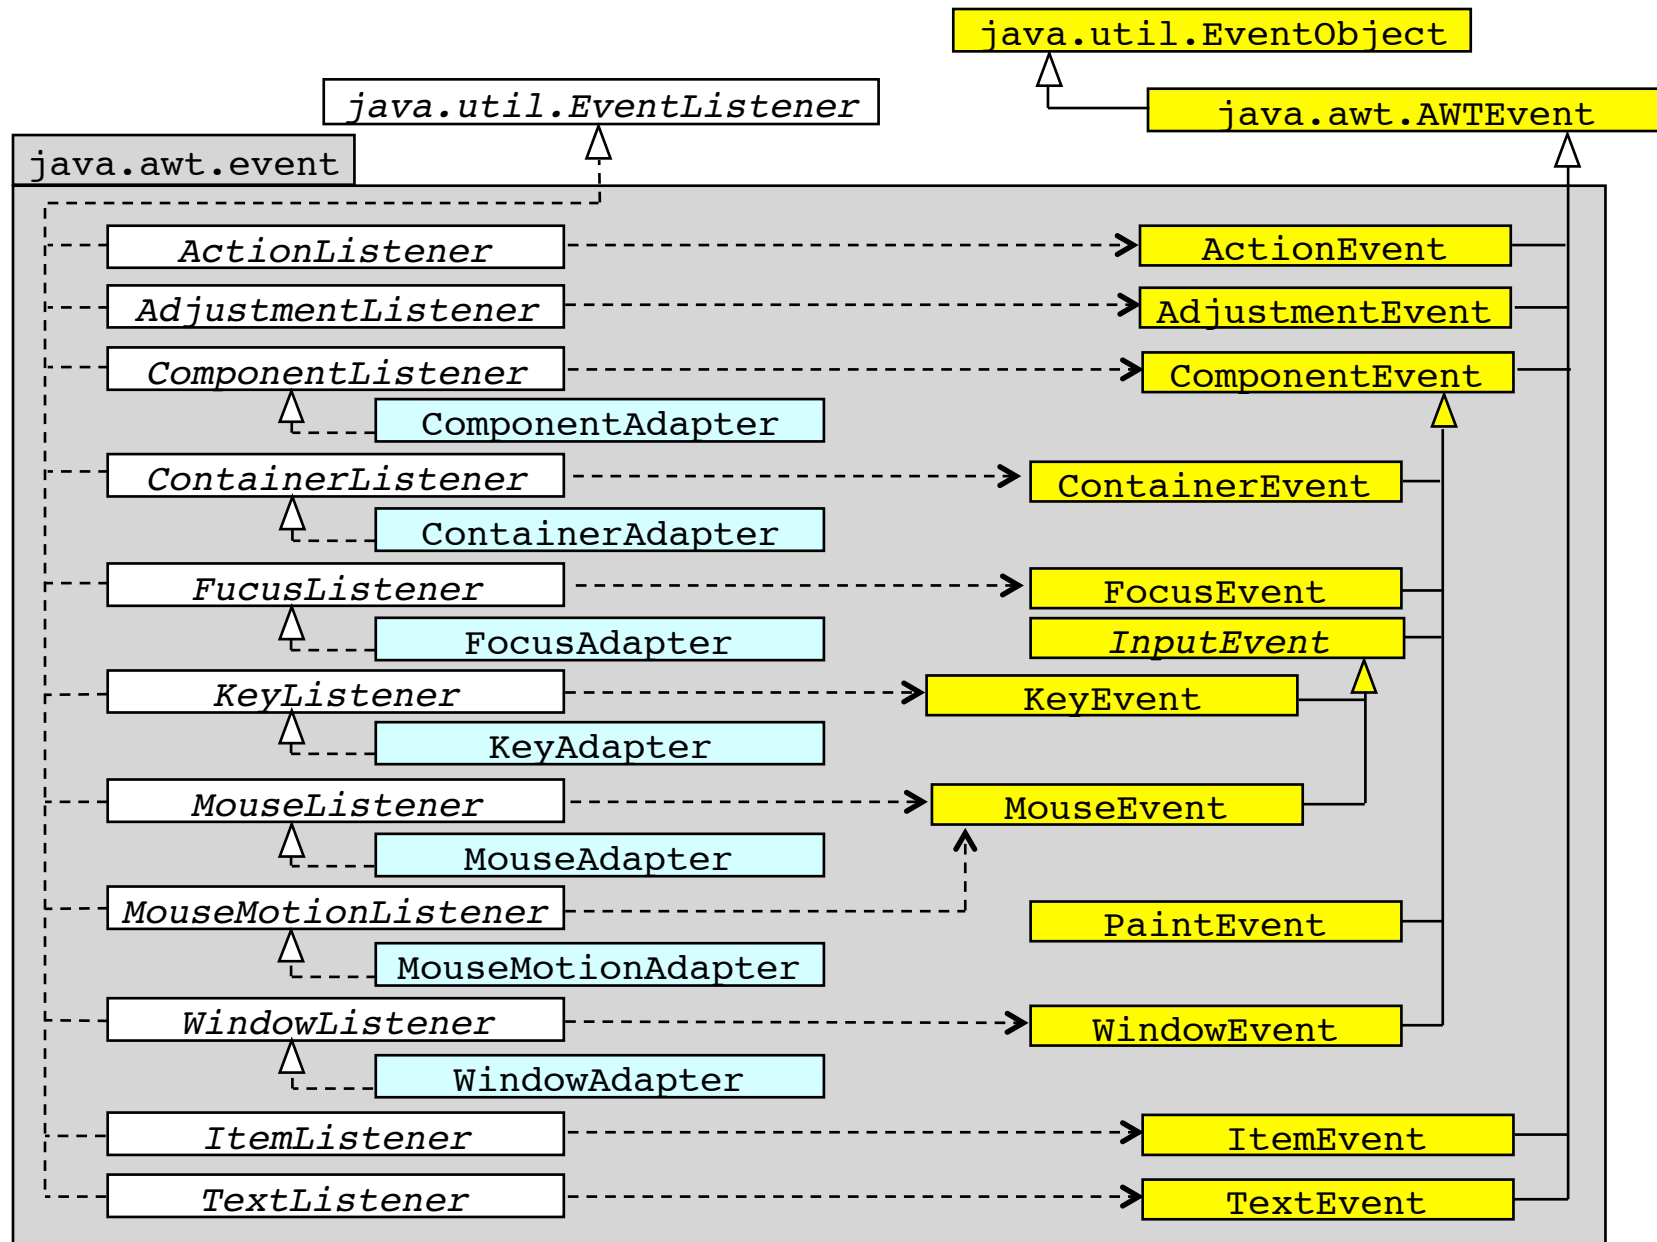 java.util.EventObject
java.util.EventListener
java.awt.AWTEvent
java.awt.event
ActionListener
ActionEvent
AdjustmentListener
AdjustmentEvent
ComponentListener
ComponentEvent
ComponentAdapter
ContainerListener
ContainerEvent
ContainerAdapter
FucusListener
FocusEvent
FocusAdapter
InputEvent
KeyListener
KeyEvent
KeyAdapter
MouseListener
MouseEvent
MouseAdapter
MouseMotionListener
PaintEvent
MouseMotionAdapter
WindowListener
WindowEvent
WindowAdapter
ItemListener
ItemEvent
TextListener
TextEvent